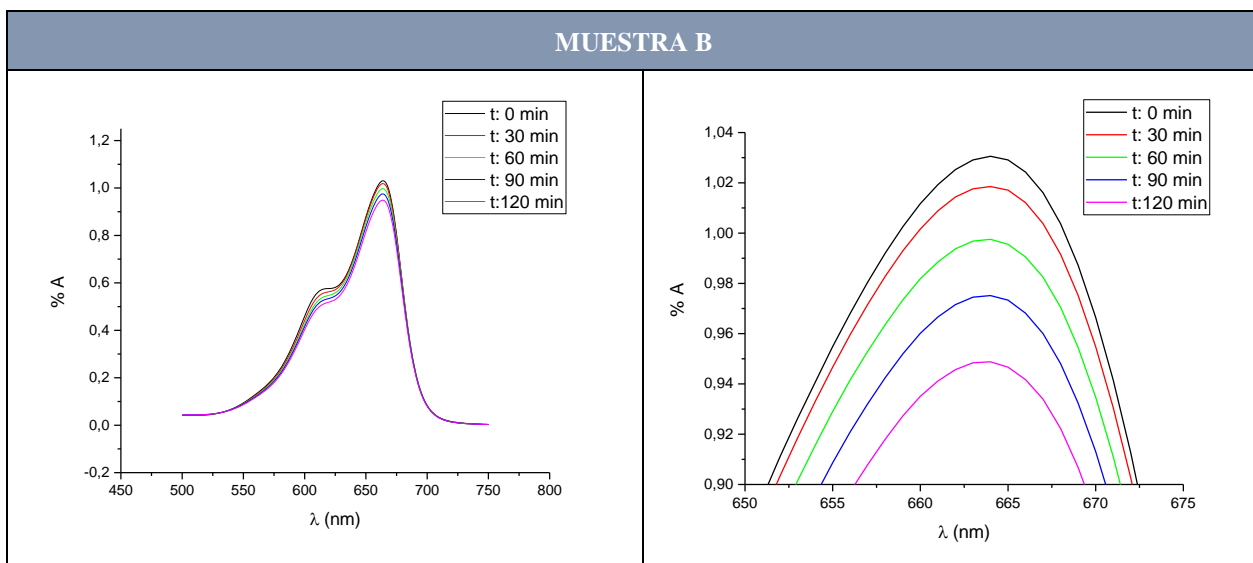 MUESTRA B
t: 0 min
t: 30 min
t: 60 min
t: 90 min
t:120 min
1,2
1,0
0,8
0,6
0,4
0,2
0,0
-0,2
% A
450 500 550 600 650 700 750 800
λ (nm)
t: 0 min
t: 30 min
t: 60 min
t: 90 min
t:120 min
1,04
1,02
1,00
0,98
0,96
0,94
0,92
0,90
% A
650 655 660 665 670 675
λ (nm)